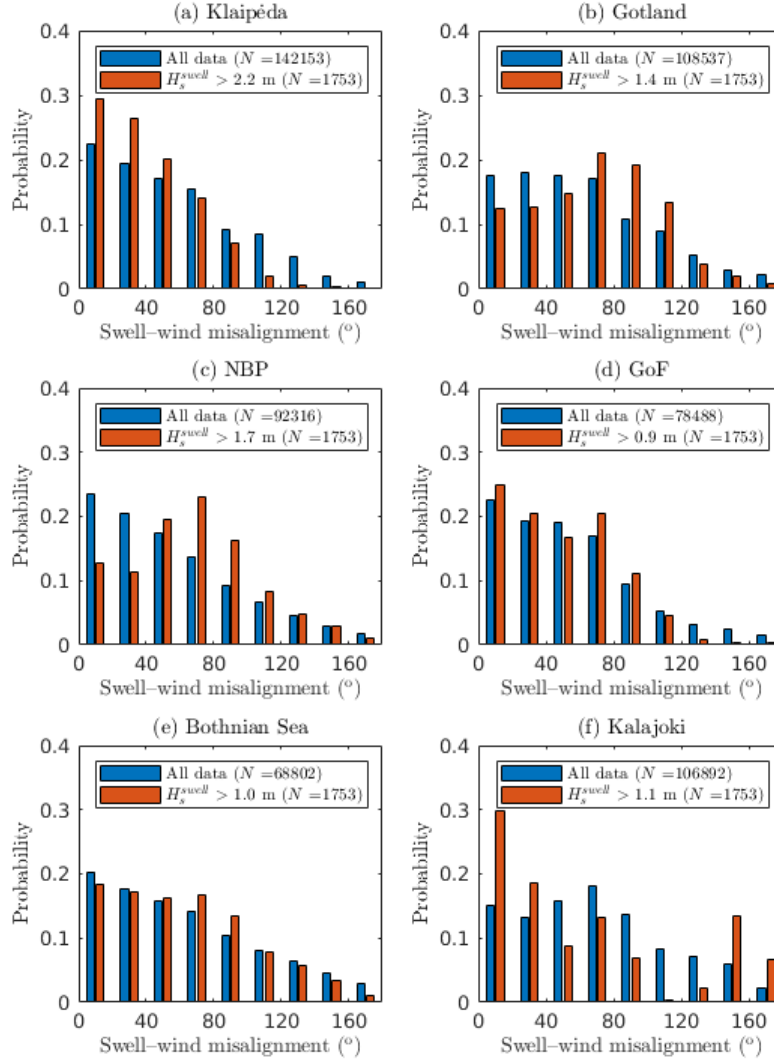 (a) Klaipėda
0.4
0.3
0.2
0.1
0
Probability
All data (N =142153)
H_s^{swell} > 2.2 m (N =1753)
0 40 80 120 160
Swell–wind misalignment (°)
(b) Gotland
0.4
0.3
0.2
0.1
0
Probability
All data (N =108537)
H_s^{swell} > 1.4 m (N =1753)
0 40 80 120 160
Swell–wind misalignment (°)
(c) NBP
0.4
0.3
0.2
0.1
0
Probability
All data (N =92316)
H_s^{swell} > 1.7 m (N =1753)
0 40 80 120 160
Swell–wind misalignment (°)
(d) GoF
0.4
0.3
0.2
0.1
0
Probability
All data (N =78488)
H_s^{swell} > 0.9 m (N =1753)
0 40 80 120 160
Swell–wind misalignment (°)
(e) Bothnian Sea
0.4
0.3
0.2
0.1
0
Probability
All data (N =68802)
H_s^{swell} > 1.0 m (N =1753)
0 40 80 120 160
Swell–wind misalignment (°)
(f) Kalajoki
0.4
0.3
0.2
0.1
0
Probability
All data (N =106892)
H_s^{swell} > 1.1 m (N =1753)
0 40 80 120 160
Swell–wind misalignment (°)